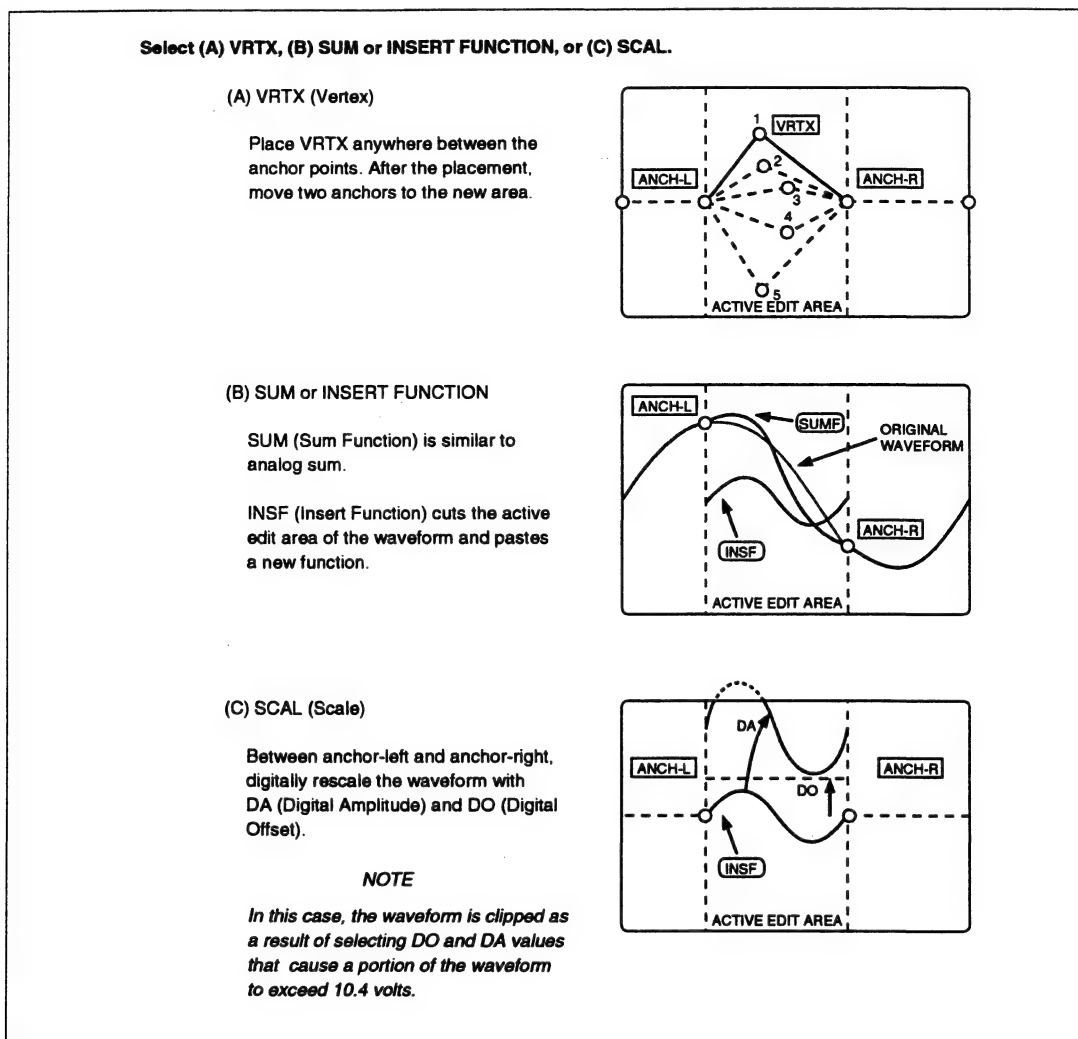 Select (A) VRTX, (B) SUM or INSERT FUNCTION, or (C) SCAL.
(A) VRTX (Vertex)
Place VRTX anywhere between the
anchor points. After the placement,
move two anchors to the new area.
1
VRTX
2
ANCH-L
ANCH-R
3
4
5
ACTIVE EDIT AREA
(B) SUM or INSERT FUNCTION
SUM (Sum Function) is similar to
analog sum.
INSF (Insert Function) cuts the active
edit area of the waveform and pastes
a new function.
ANCH-L
SUMF
ORIGINAL
WAVEFORM
ANCH-R
INSF
ACTIVE EDIT AREA
(C) SCAL (Scale)
Between anchor-left and anchor-right,
digitally rescale the waveform with
DA (Digital Amplitude) and DO (Digital
Offset).
NOTE
In this case, the waveform is clipped as
a result of selecting DO and DA values
that cause a portion of the waveform
to exceed 10.4 volts.
DA
ANCH-L
ANCH-R
DO
INSF
ACTIVE EDIT AREA